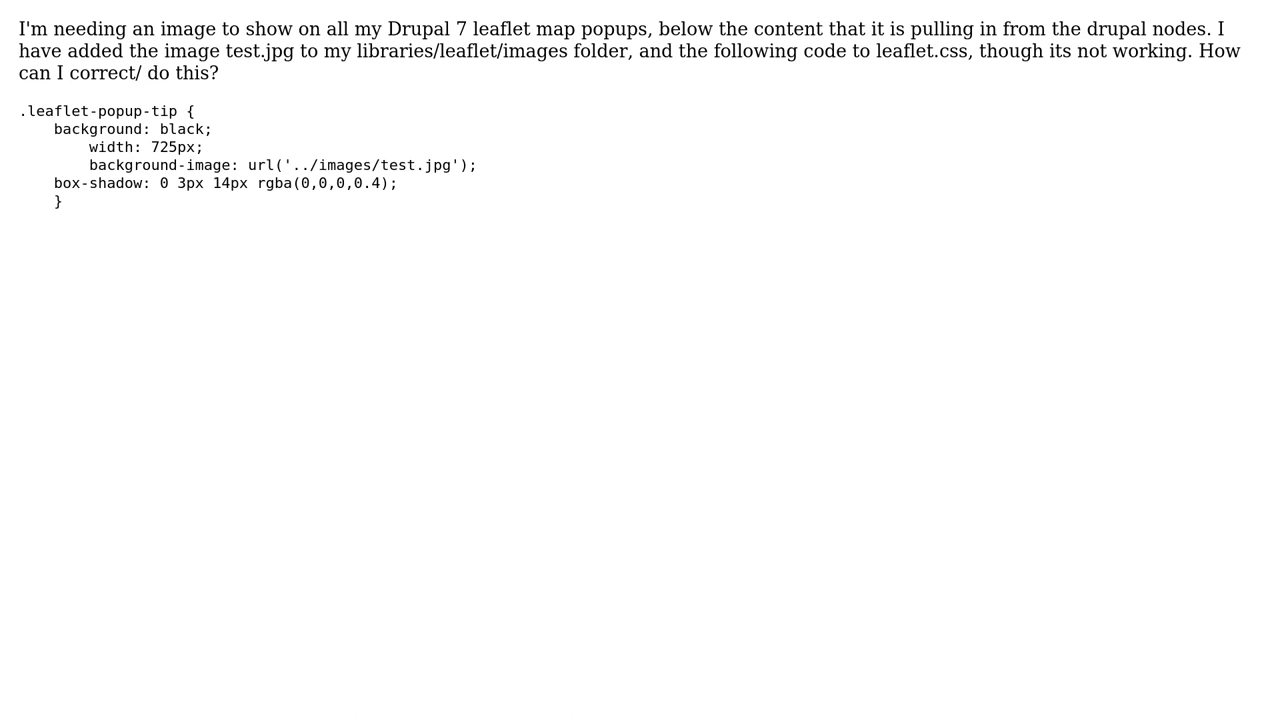 I'm needing an image to show on all my Drupal 7 leaflet map popups, below the content that it is pulling in from the drupal nodes. I
have added the image test.jpg to my libraries/leaflet/images folder, and the following code to leaflet.css, though its not working. How
can I correct/ do this?
.leaflet-popup-tip {
    background: black;
        width: 725px;
        background-image: url('../images/test.jpg');
    box-shadow: 0 3px 14px rgba(0,0,0,0.4);
    }